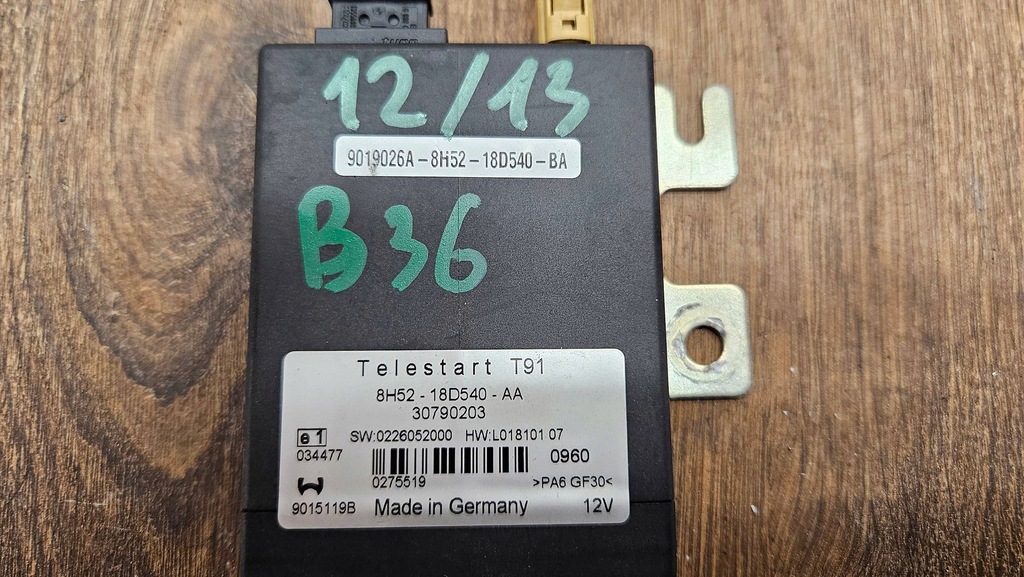 12/13
9019026A-8H52-18D540-BA
B36
Telestart T91
8H52 - 18D540 - AA
30790203
e1 SW:0226052000 HW:L018101 07
034477 0960
0275519 >PA6 GF30<
9015119B Made in Germany 12V